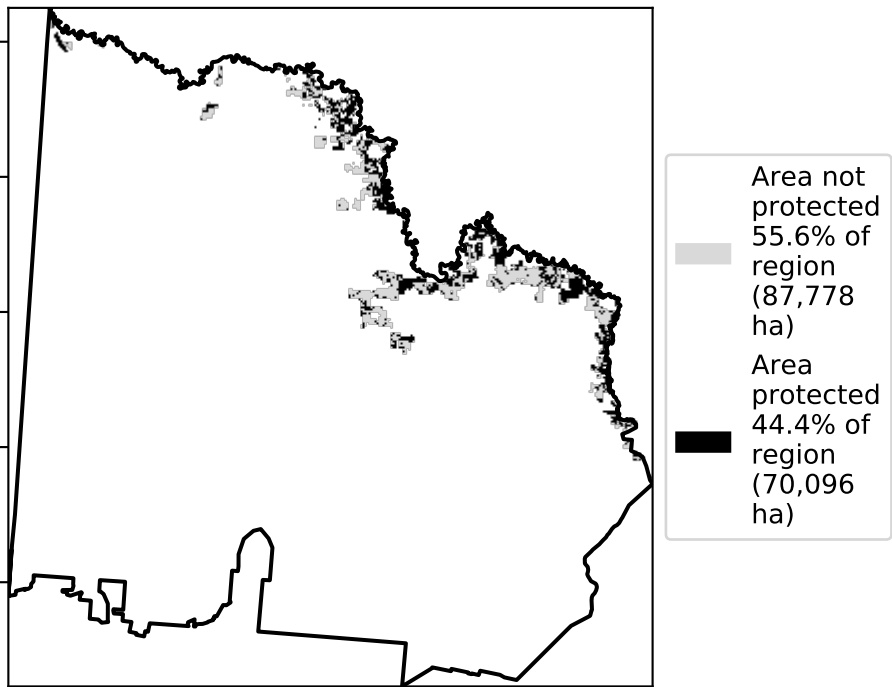 Area not
protected
55.6% of
region
(87,778
ha)
Area
protected
44.4% of
region
(70,096
ha)